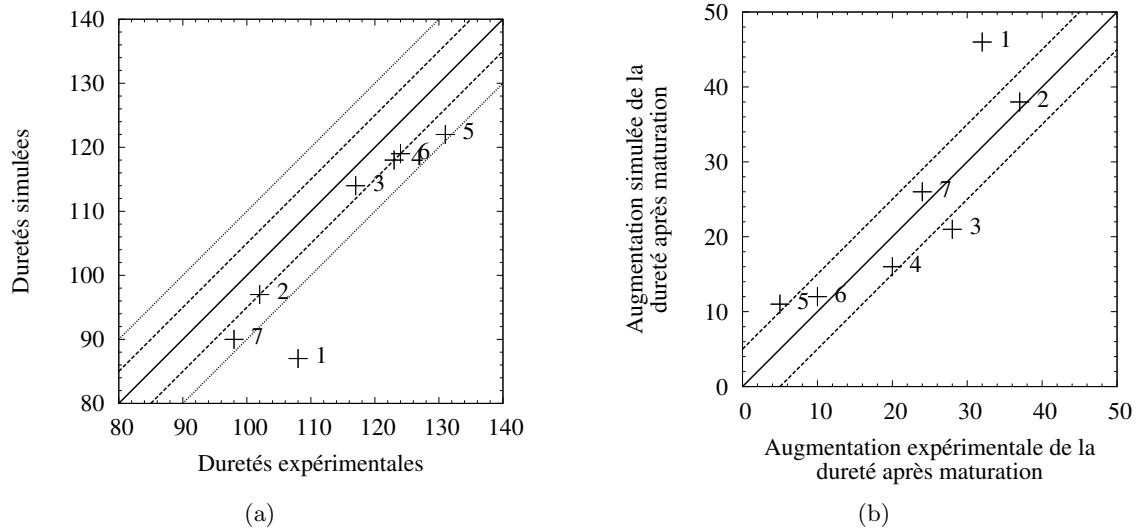 140
130
120
110
100
90
80
Duretés simulées
5
6
4
3
2
7
1
80 90 100 110 120 130 140
Duretés expérimentales
(a)
50
40
30
20
10
0
Augmentation simulée de la
dureté après maturation
1
2
7
3
4
5
6
0 10 20 30 40 50
Augmentation expérimentale de la
dureté après maturation
(b)